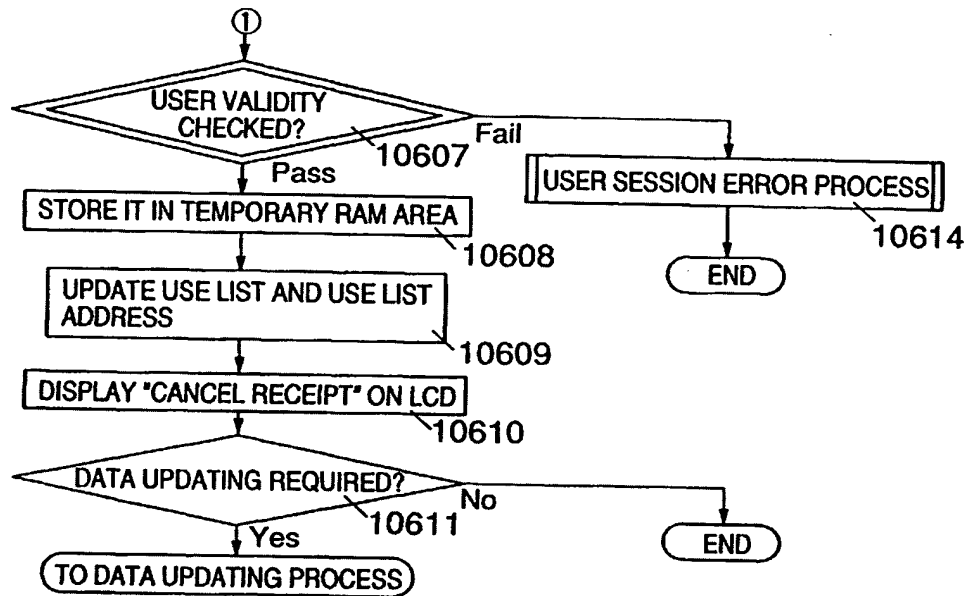 ①
USER VALIDITY
CHECKED?
10607
Fail
Pass
USER SESSION ERROR PROCESS
10614
END
STORE IT IN TEMPORARY RAM AREA
10608
UPDATE USE LIST AND USE LIST
ADDRESS
10609
DISPLAY "CANCEL RECEIPT" ON LCD
10610
DATA UPDATING REQUIRED?
10611
No
Yes
END
TO DATA UPDATING PROCESS